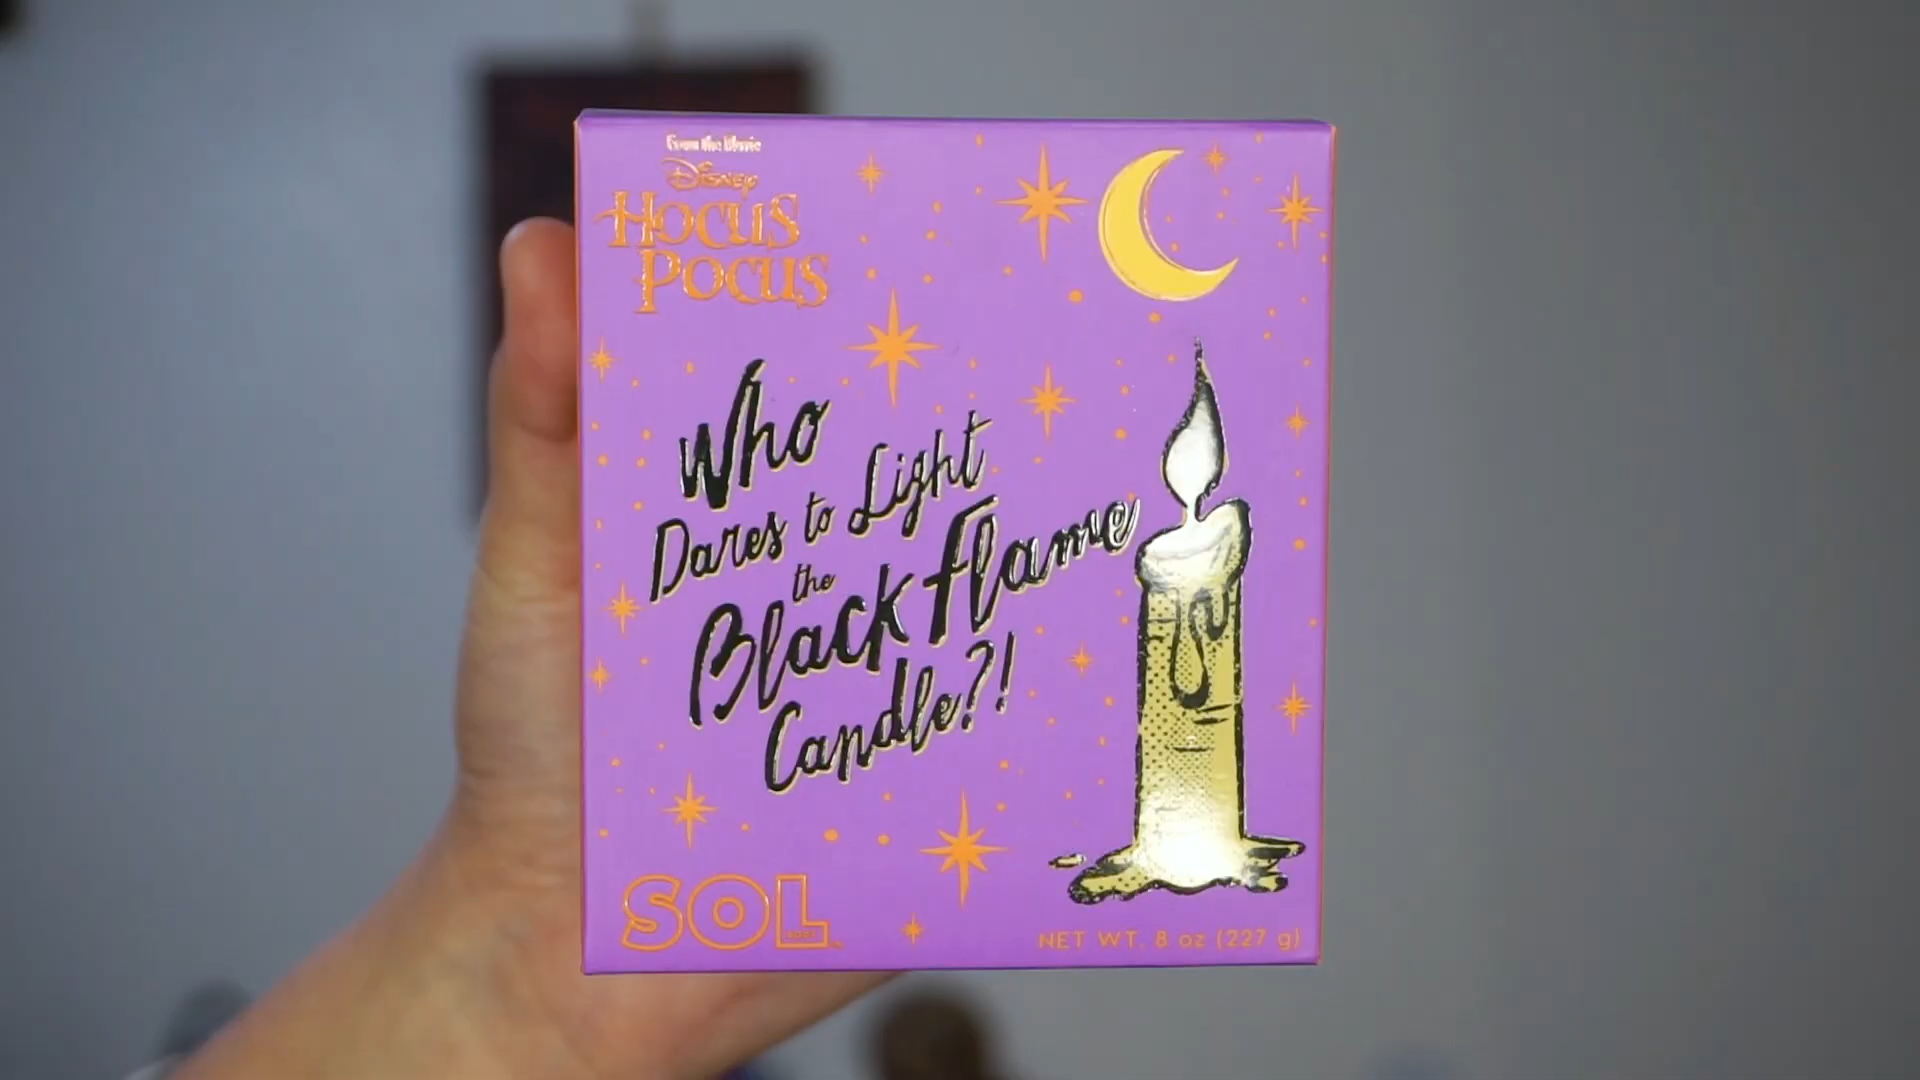 From the Movie
Disney
Hocus
Pocus
Who
Dares to Light
the
Black Flame
Candle?!
SOL
NET WT. 8 oz (227 g)